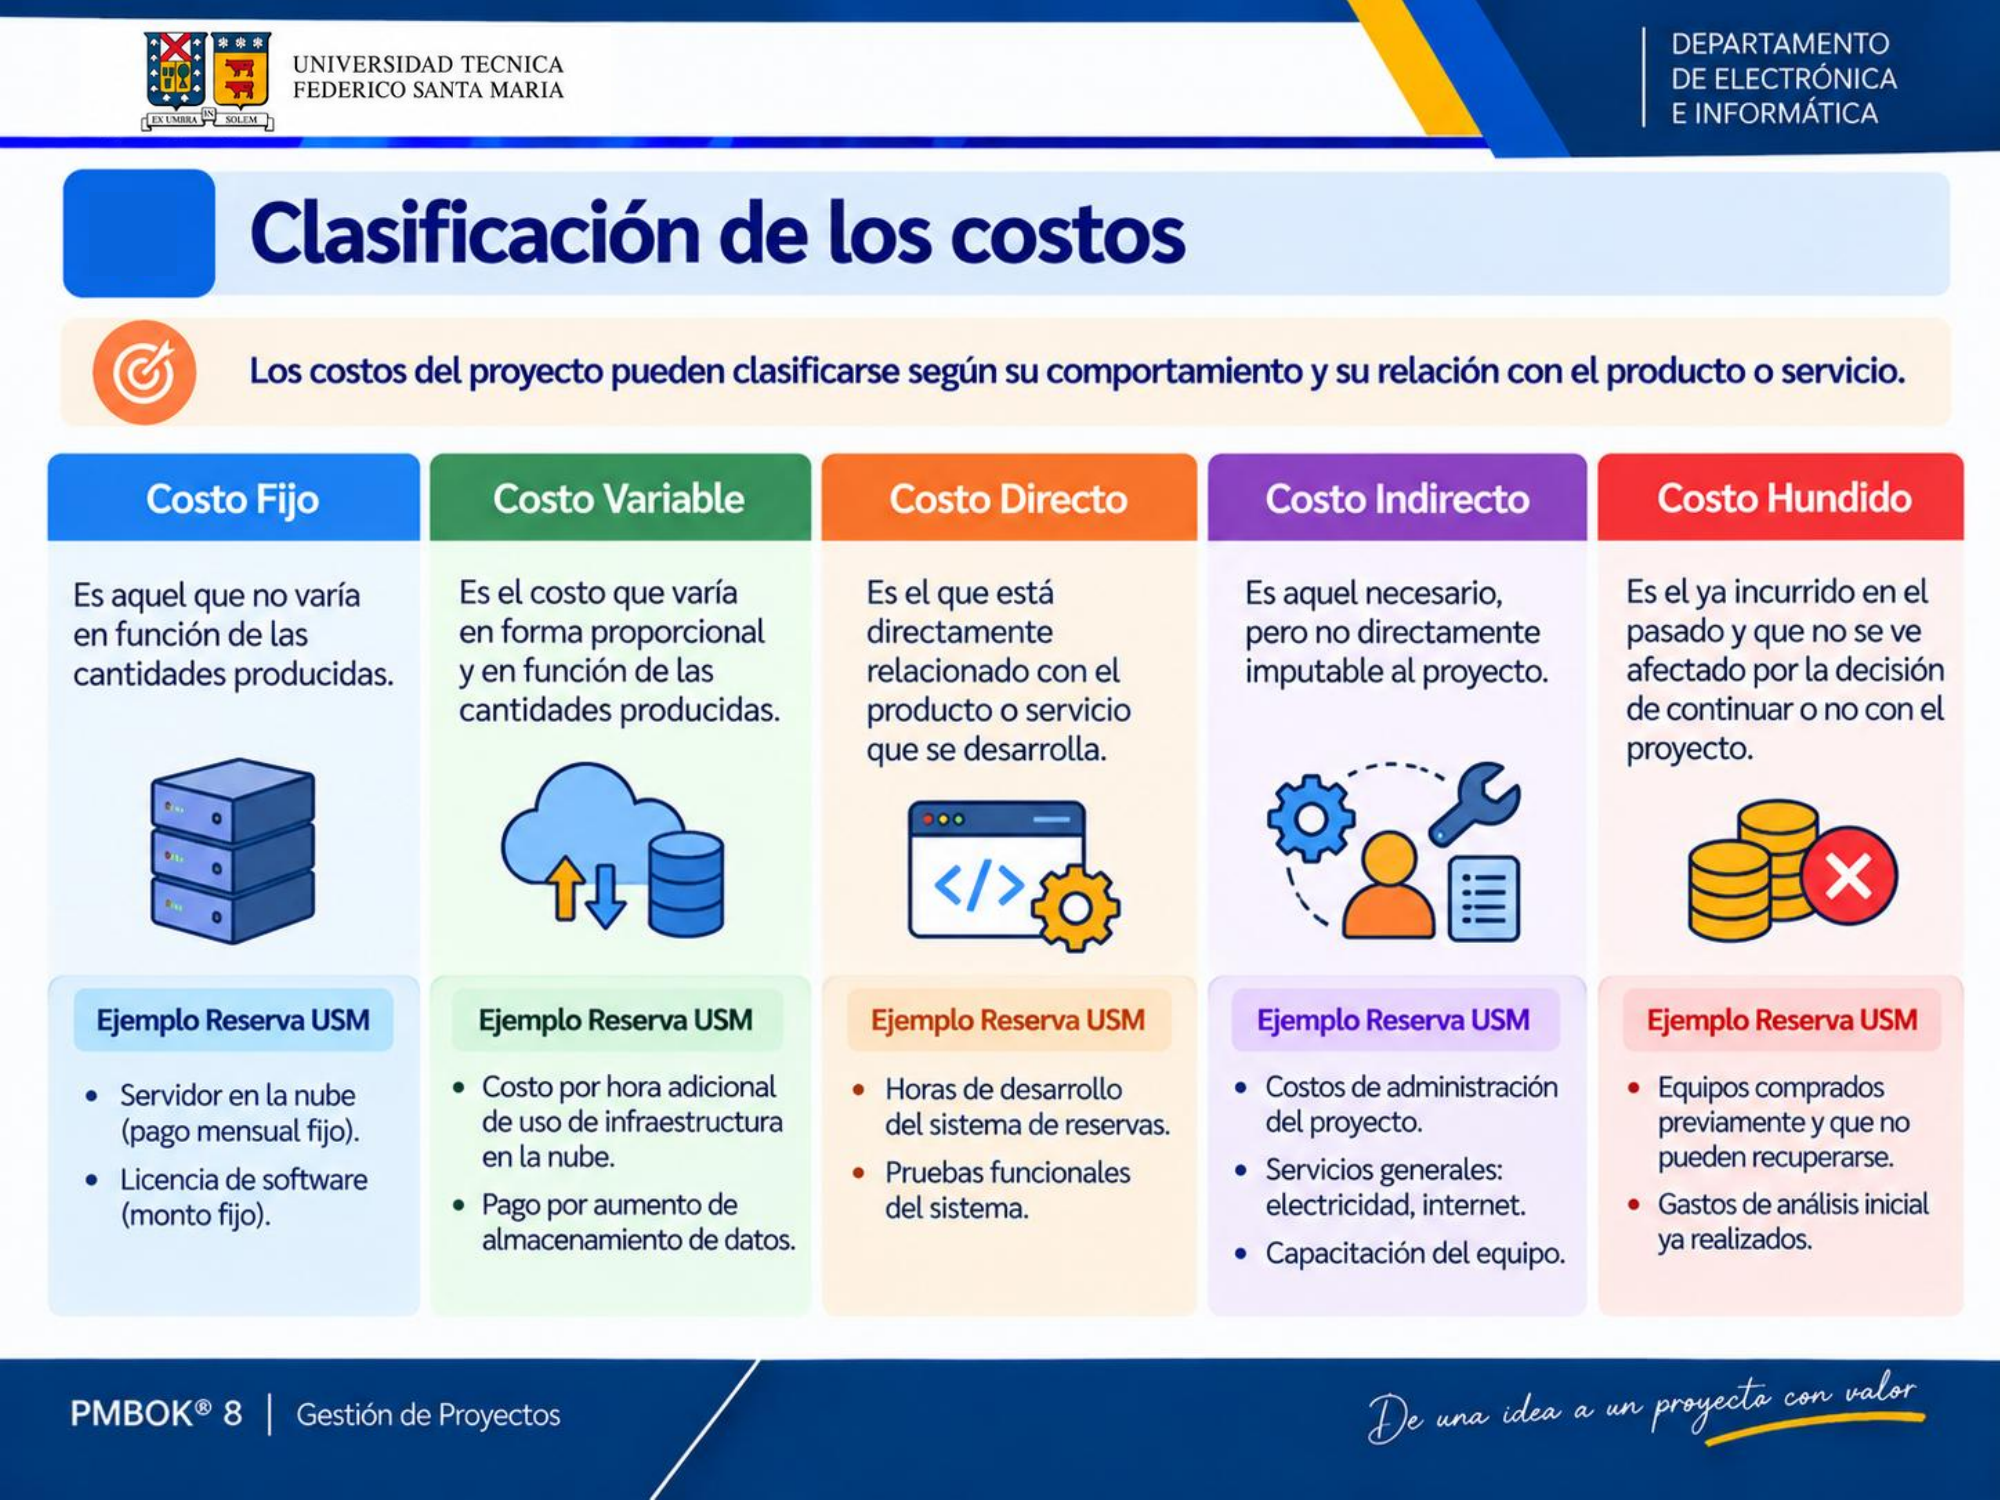 UNIVERSIDAD TECNICA
FEDERICO SANTA MARIA
EX UMBRA IN SOLEM
DEPARTAMENTO
DE ELECTRÓNICA
E INFORMÁTICA
Clasificación de los costos
Los costos del proyecto pueden clasificarse según su comportamiento y su relación con el producto o servicio.
Costo Fijo
Es aquel que no varía
en función de las
cantidades producidas.
Ejemplo Reserva USM
• Servidor en la nube
(pago mensual fijo).
• Licencia de software
(monto fijo).
Costo Variable
Es el costo que varía
en forma proporcional
y en función de las
cantidades producidas.
Ejemplo Reserva USM
• Costo por hora adicional
de uso de infraestructura
en la nube.
• Pago por aumento de
almacenamiento de datos.
Costo Directo
Es el que está
directamente
relacionado con el
producto o servicio
que se desarrolla.
</>
Ejemplo Reserva USM
• Horas de desarrollo
del sistema de reservas.
• Pruebas funcionales
del sistema.
Costo Indirecto
Es aquel necesario,
pero no directamente
imputable al proyecto.
Ejemplo Reserva USM
• Costos de administración
del proyecto.
• Servicios generales:
electricidad, internet.
• Capacitación del equipo.
Costo Hundido
Es el ya incurrido en el
pasado y que no se ve
afectado por la decisión
de continuar o no con el
proyecto.
Ejemplo Reserva USM
• Equipos comprados
previamente y que no
pueden recuperarse.
• Gastos de análisis inicial
ya realizados.
PMBOK® 8 | Gestión de Proyectos
De una idea a un proyecto con valor